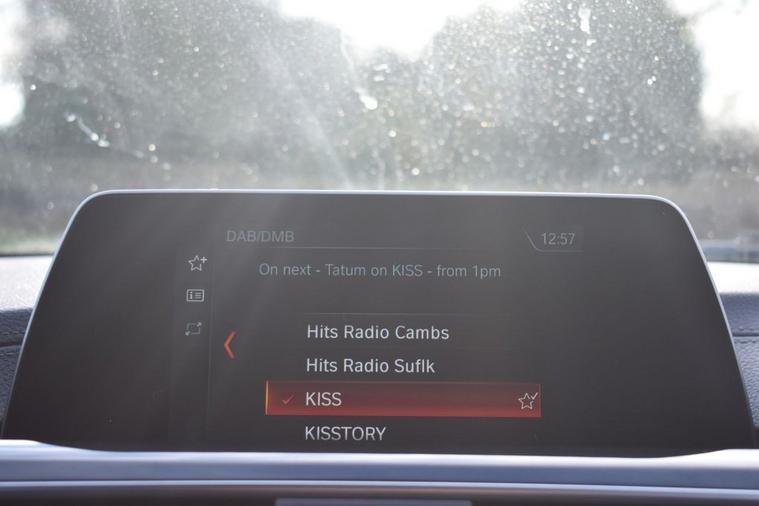 DAB/DMB
12:57
On next - Tatum on KISS - from 1pm
Hits Radio Cambs
Hits Radio Suflk
KISS
KISSTORY